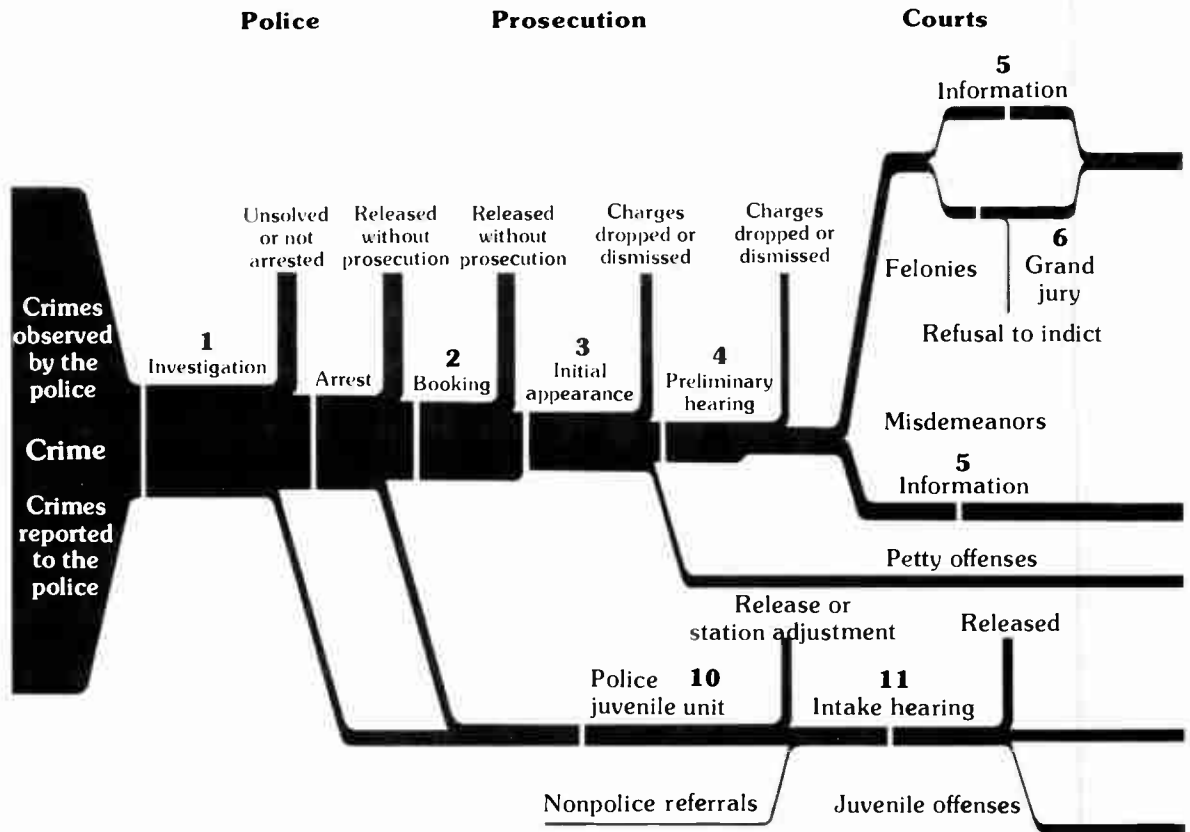 Police
Prosecution
Courts
5
Information
Unsolved
or not
arrested
Released
without
prosecution
Released
without
prosecution
Charges
dropped or
dismissed
Charges
dropped or
dismissed
Felonies
6
Grand
jury
Refusal to indict
Crimes
observed
by the
police
Crime
Crimes
reported
to the
police
1
Investigation
Arrest
2
Booking
3
Initial
appearance
4
Preliminary
hearing
Misdemeanors
5
Information
Petty offenses
Release or
station adjustment
Released
Police 10
juvenile unit
11
Intake hearing
Nonpolice referrals
Juvenile offenses